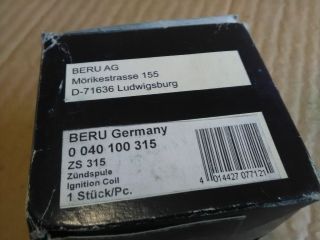 BERU AG
Mörikestrasse 155
D-71636 Ludwigsburg
BERU Germany
0 040 100 315
ZS 315
Zündspule
Ignition Coil
1 Stück/Pc.
4 014427 077121